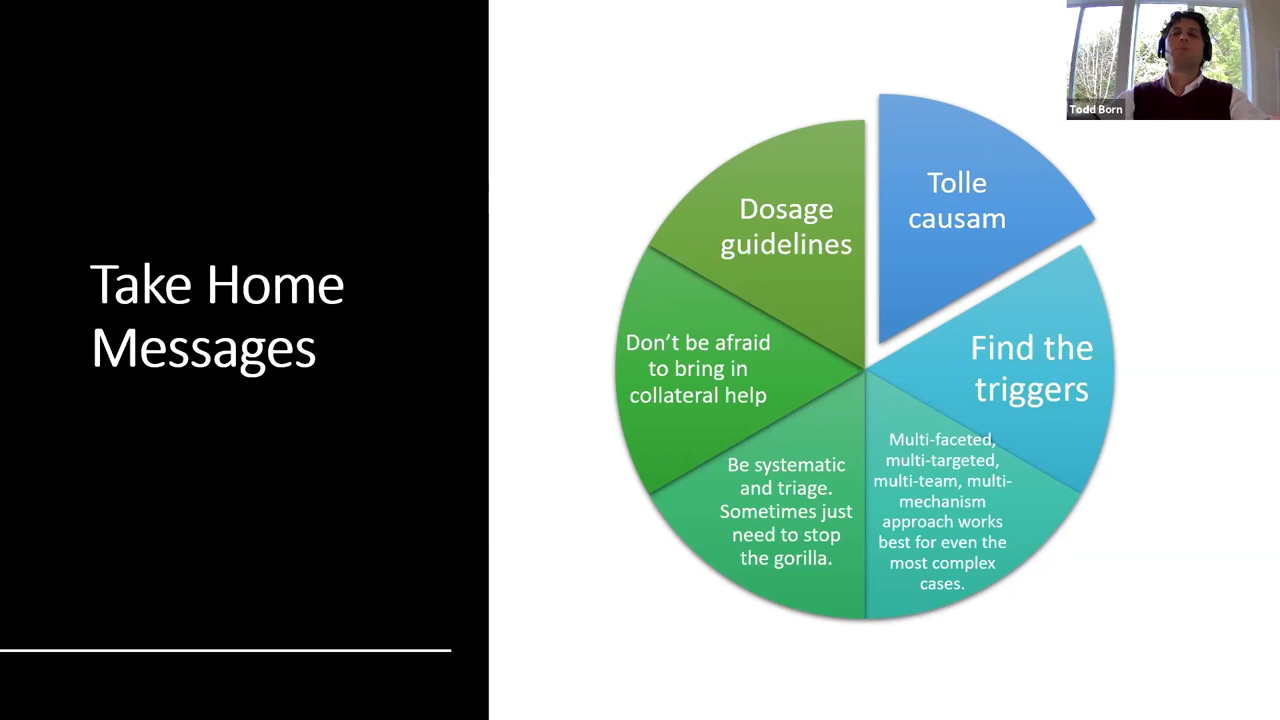 Take Home
Messages
Tolle
causam
Find the
triggers
Multi-faceted,
multi-targeted,
multi-team, multi-
mechanism
approach works
best for even the
most complex
cases.
Be systematic
and triage.
Sometimes just
need to stop
the gorilla.
Don’t be afraid
to bring in
collateral help
Dosage
guidelines
Todd Born